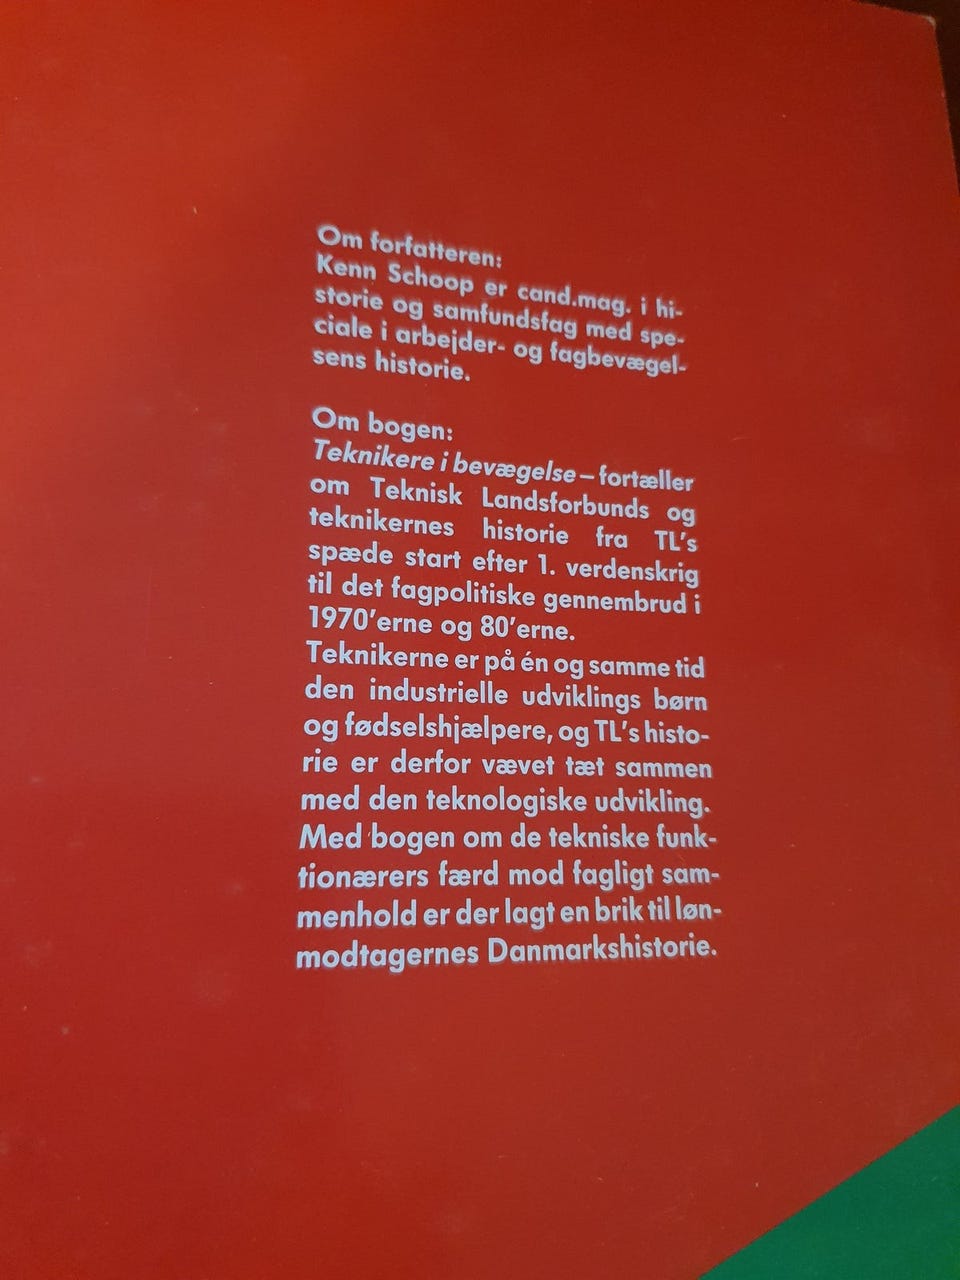 Om forfatteren:
Kenn Schoop er cand.mag. i hi-
storie og samfundsfag med spe-
ciale i arbejder- og fagbevægel-
sens historie.
Om bogen:
Teknikere i bevægelse – fortæller
om Teknisk Landsforbunds og
teknikernes historie fra TL's
spæde start efter 1. verdenskrig
til det fagpolitiske gennembrud i
1970'erne og 80'erne.
Teknikerne er på én og samme tid
den industrielle udviklings børn
og fødselshjælpere, og TL's histo-
rie er derfor vævet tæt sammen
med den teknologiske udvikling.
Med bogen om de tekniske funk-
tionærers færd mod fagligt sam-
menhold er der lagt en brik til løn-
modtagernes Danmarkshistorie.